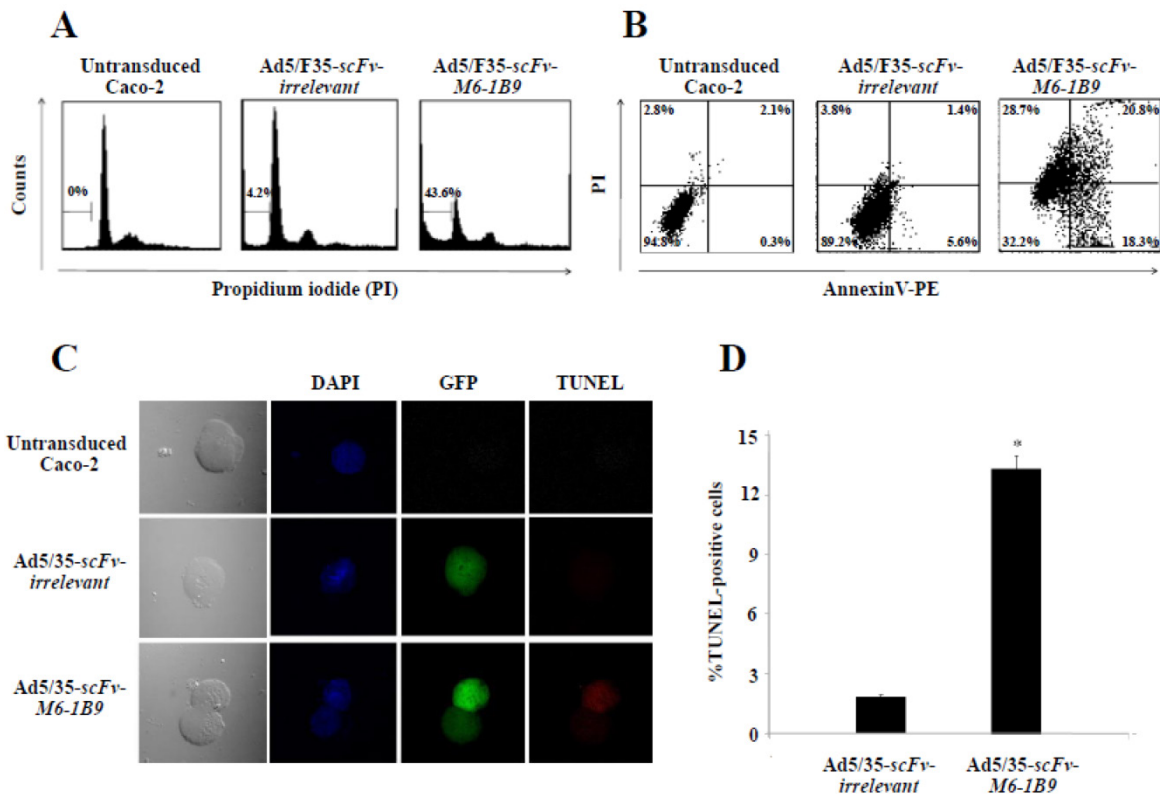 A
B
Untransduced
Caco-2
Ad5/F35-scFv-
irrelevant
Ad5/F35-scFv-
M6-1B9
Untransduced
Caco-2
Ad5/F35-scFv-
irrelevant
Ad5/F35-scFv-
M6-1B9
Counts
0%
4.2%
43.6%
Propidium iodide (PI)
PI
2.8%
2.1%
94.8%
0.3%
3.8%
1.4%
89.2%
5.6%
28.7%
20.8%
32.2%
18.3%
AnnexinV-PE
C
DAPI
GFP
TUNEL
Untransduced
Caco-2
Ad5/35-scFv-
irrelevant
Ad5/35-scFv-
M6-1B9
D
%TUNEL-positive cells
15
12
9
6
3
0
*
Ad5/35-scFv-
irrelevant
Ad5/35-scFv-
M6-1B9